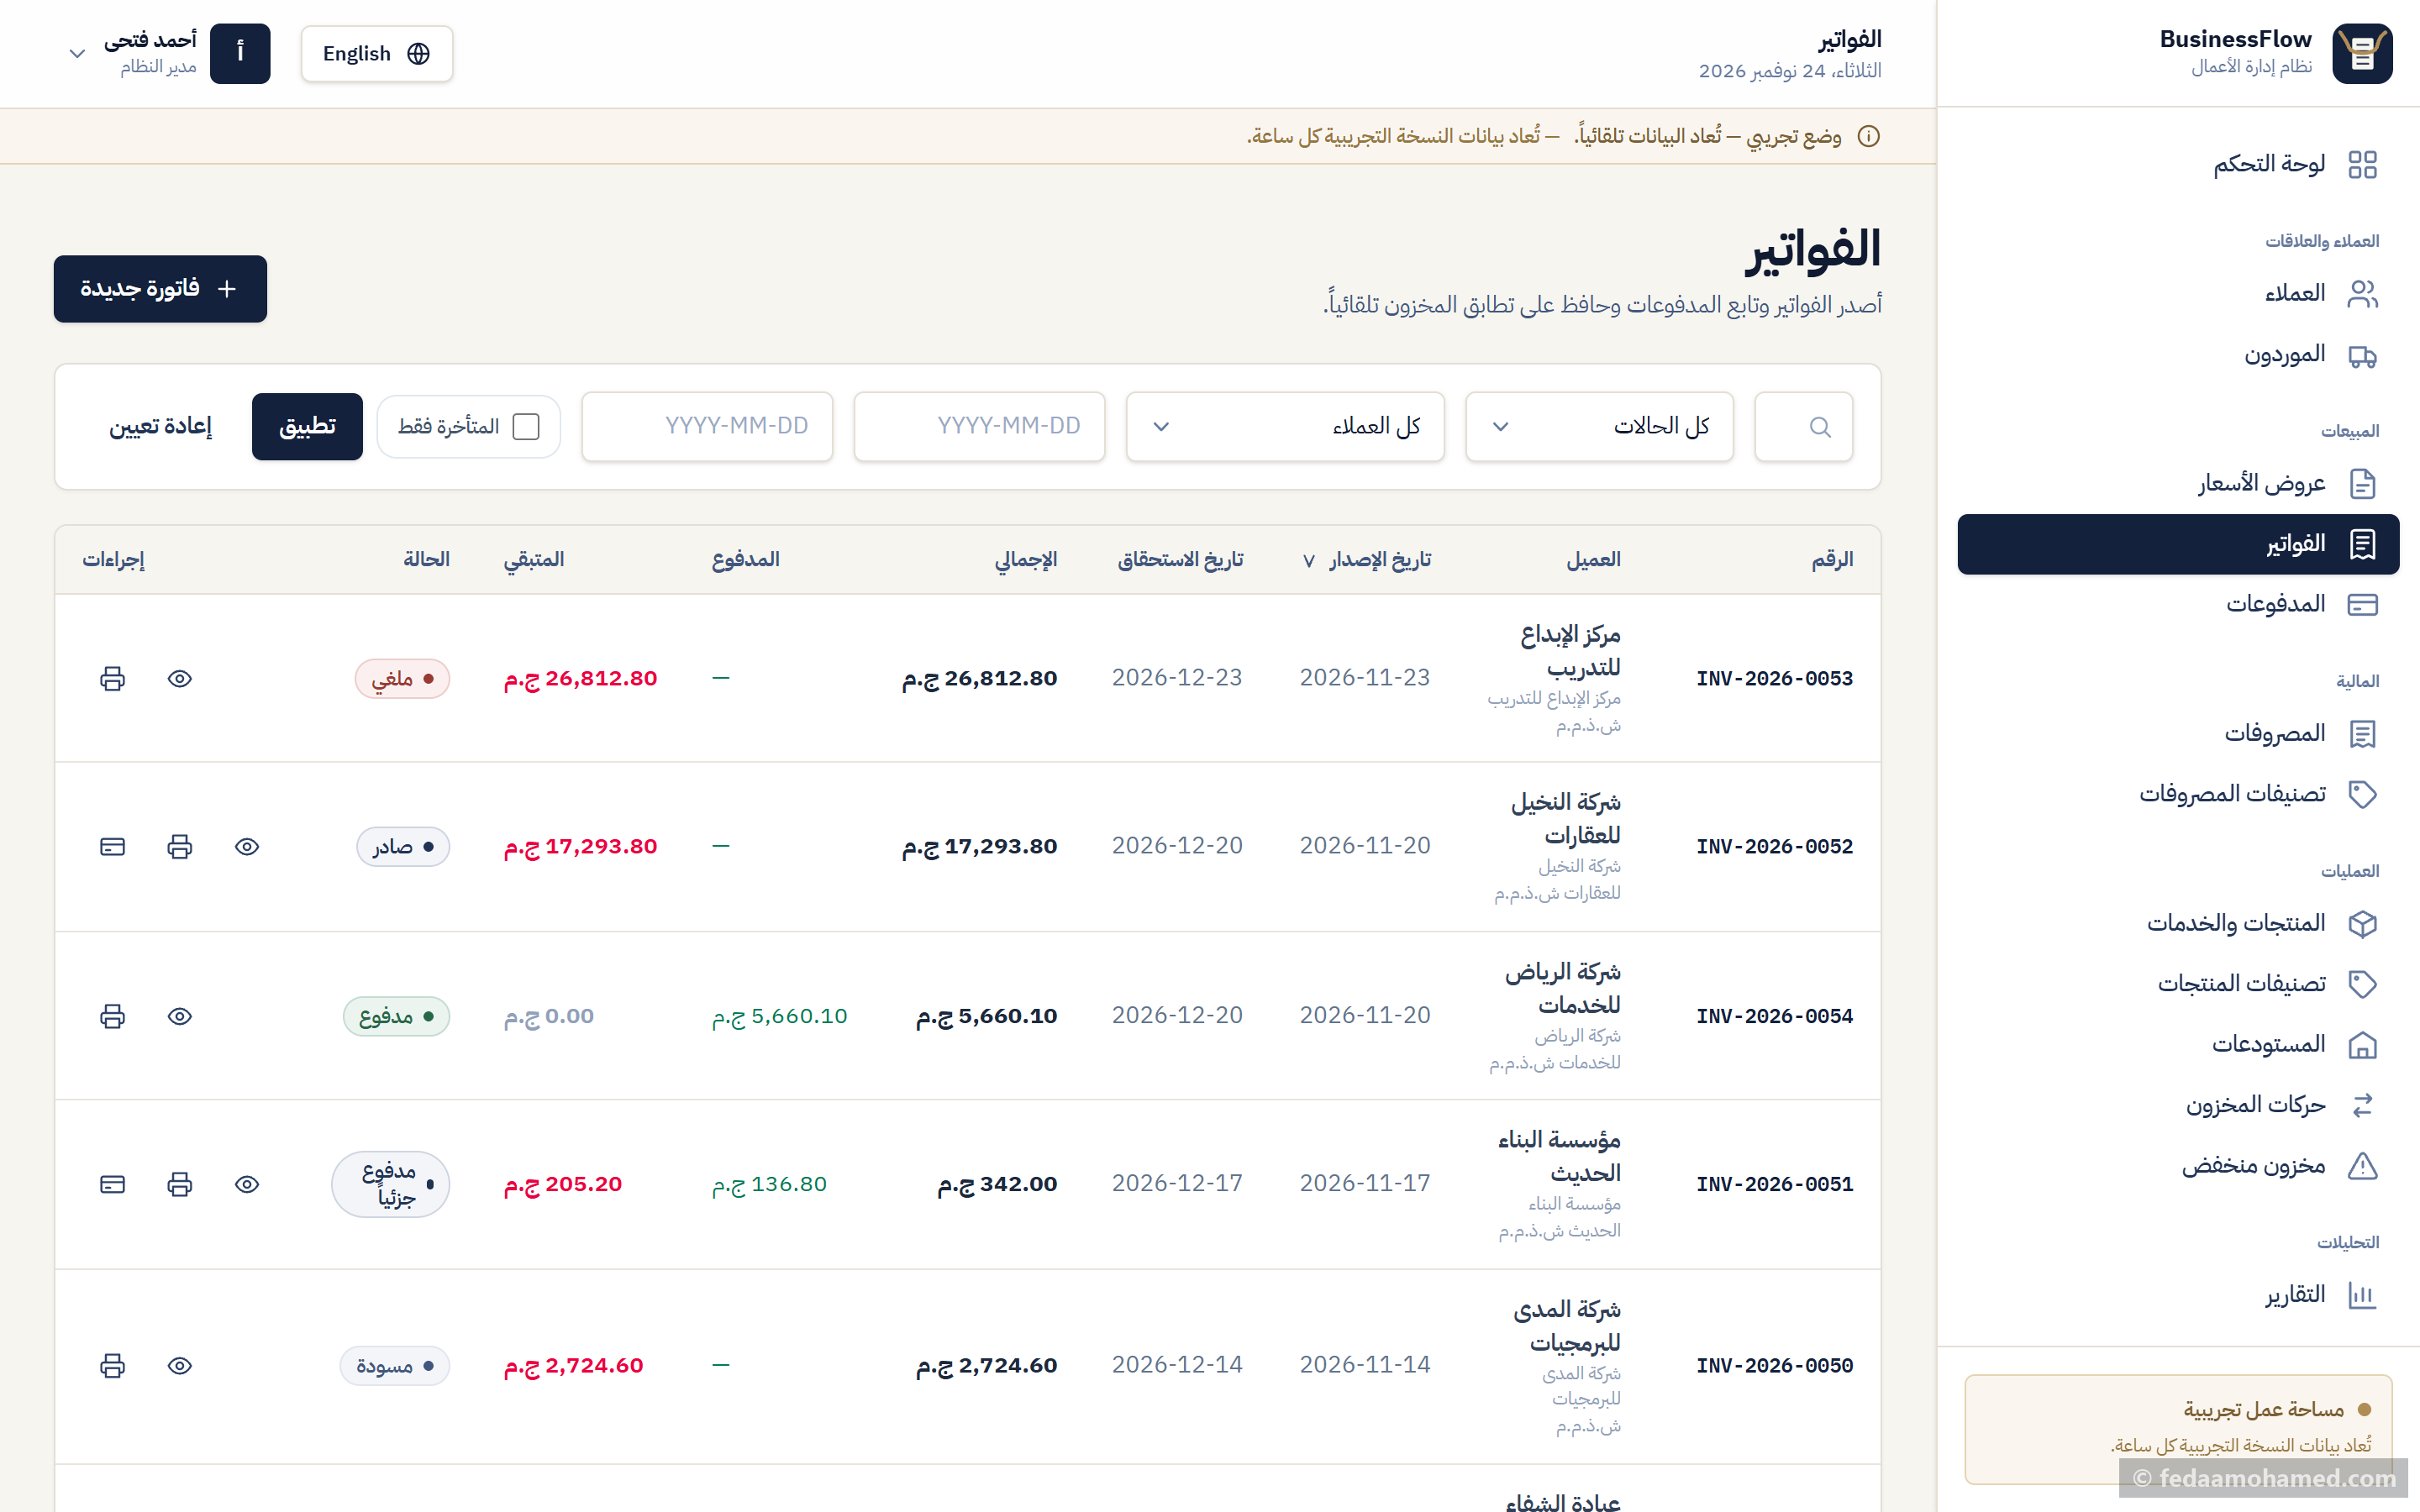 BusinessFlow
نظام إدارة الأعمال
لوحة التحكم
العملاء والعلاقات
العملاء
الموردون
المبيعات
عروض الأسعار
الفواتير
المدفوعات
المالية
المصروفات
تصنيفات المصروفات
العمليات
المنتجات والخدمات
تصنيفات المنتجات
المستودعات
حركات المخزون
مخزون منخفض
التحليلات
التقارير
مساحة عمل تجريبية
تُعاد بيانات النسخة التجريبية كل ساعة.
© fedaamohamed.com
الفواتير
الثلاثاء، 24 نوفمبر 2026
English
أ
أحمد فتحى
مدير النظام
وضع تجريبي — تُعاد البيانات تلقائياً. — تُعاد بيانات النسخة التجريبية كل ساعة.
الفواتير
أصدر الفواتير وتابع المدفوعات وحافظ على تطابق المخزون تلقائياً.
فاتورة جديدة
كل الحالات
كل العملاء
YYYY-MM-DD
YYYY-MM-DD
المتأخرة فقط
تطبيق
إعادة تعيين
الرقم العميل تاريخ الإصدار تاريخ الاستحقاق الإجمالي المدفوع المتبقي الحالة إجراءات
INV-2026-0053
مركز الإبداع
للتدريب
مركز الإبداع للتدريب
ش.ذ.م.م
2026-11-23
2026-12-23
26,812.80 ج.م
—
26,812.80 ج.م
ملغي
INV-2026-0052
شركة النخيل
للعقارات
شركة النخيل
للعقارات ش.ذ.م.م
2026-11-20
2026-12-20
17,293.80 ج.م
—
17,293.80 ج.م
صادر
INV-2026-0054
شركة الرياض
للخدمات
شركة الرياض
للخدمات ش.ذ.م.م
2026-11-20
2026-12-20
5,660.10 ج.م
5,660.10 ج.م
0.00 ج.م
مدفوع
INV-2026-0051
مؤسسة البناء
الحديث
مؤسسة البناء
الحديث ش.ذ.م.م
2026-11-17
2026-12-17
342.00 ج.م
136.80 ج.م
205.20 ج.م
مدفوع
جزئياً
INV-2026-0050
شركة المدى
للبرمجيات
شركة المدى
للبرمجيات
ش.ذ.م.م
2026-11-14
2026-12-14
2,724.60 ج.م
—
2,724.60 ج.م
مسودة
عيادة الشفاء